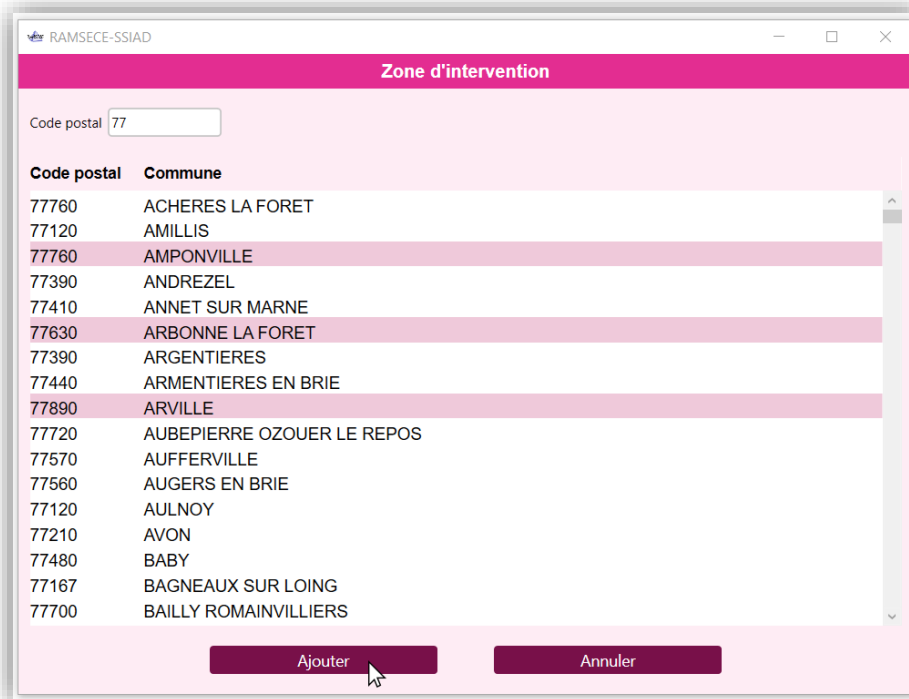 RAMSECE-SSIAD
Zone d'intervention
Code postal 77
Code postal Commune
77760 ACHERES LA FORET
77120 AMILLIS
77760 AMPONVILLE
77390 ANDREZEL
77410 ANNET SUR MARNE
77630 ARBONNE LA FORET
77390 ARGENTIERES
77440 ARMENTIERES EN BRIE
77890 ARVILLE
77720 AUBEPIERRE OZOUER LE REPOS
77570 AUFFERVILLE
77560 AUGERS EN BRIE
77120 AULNOY
77210 AVON
77480 BABY
77167 BAGNEAUX SUR LOING
77700 BAILLY ROMAINVILLIERS
Ajouter Annuler